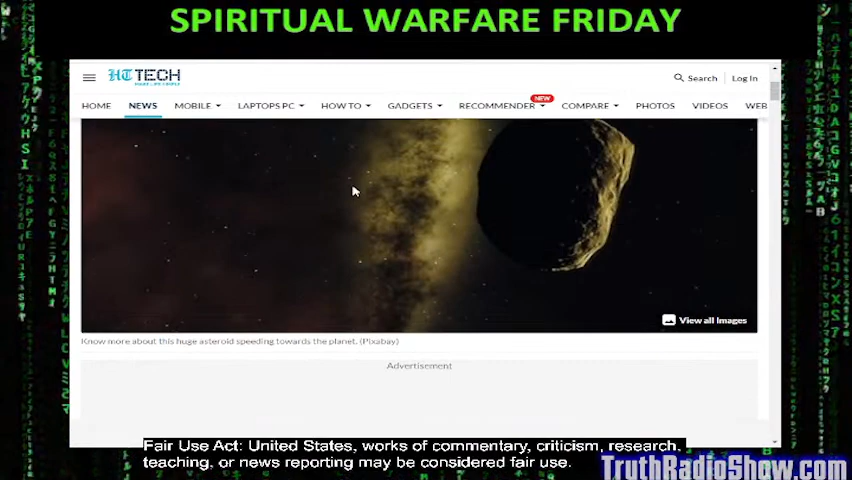 SPIRITUAL WARFARE FRIDAY
HT TECH
Search
Log In
HOME
NEWS
MOBILE
LAPTOPS PC
HOW TO
GADGETS
RECOMMENDER
NEW
COMPARE
PHOTOS
VIDEOS
WEB
View all Images
Know more about this huge asteroid speeding towards the planet. (Pixabay)
Advertisement
Fair Use Act: United States, works of commentary, criticism, research,
teaching, or news reporting may be considered fair use.
TruthRadioShow.com